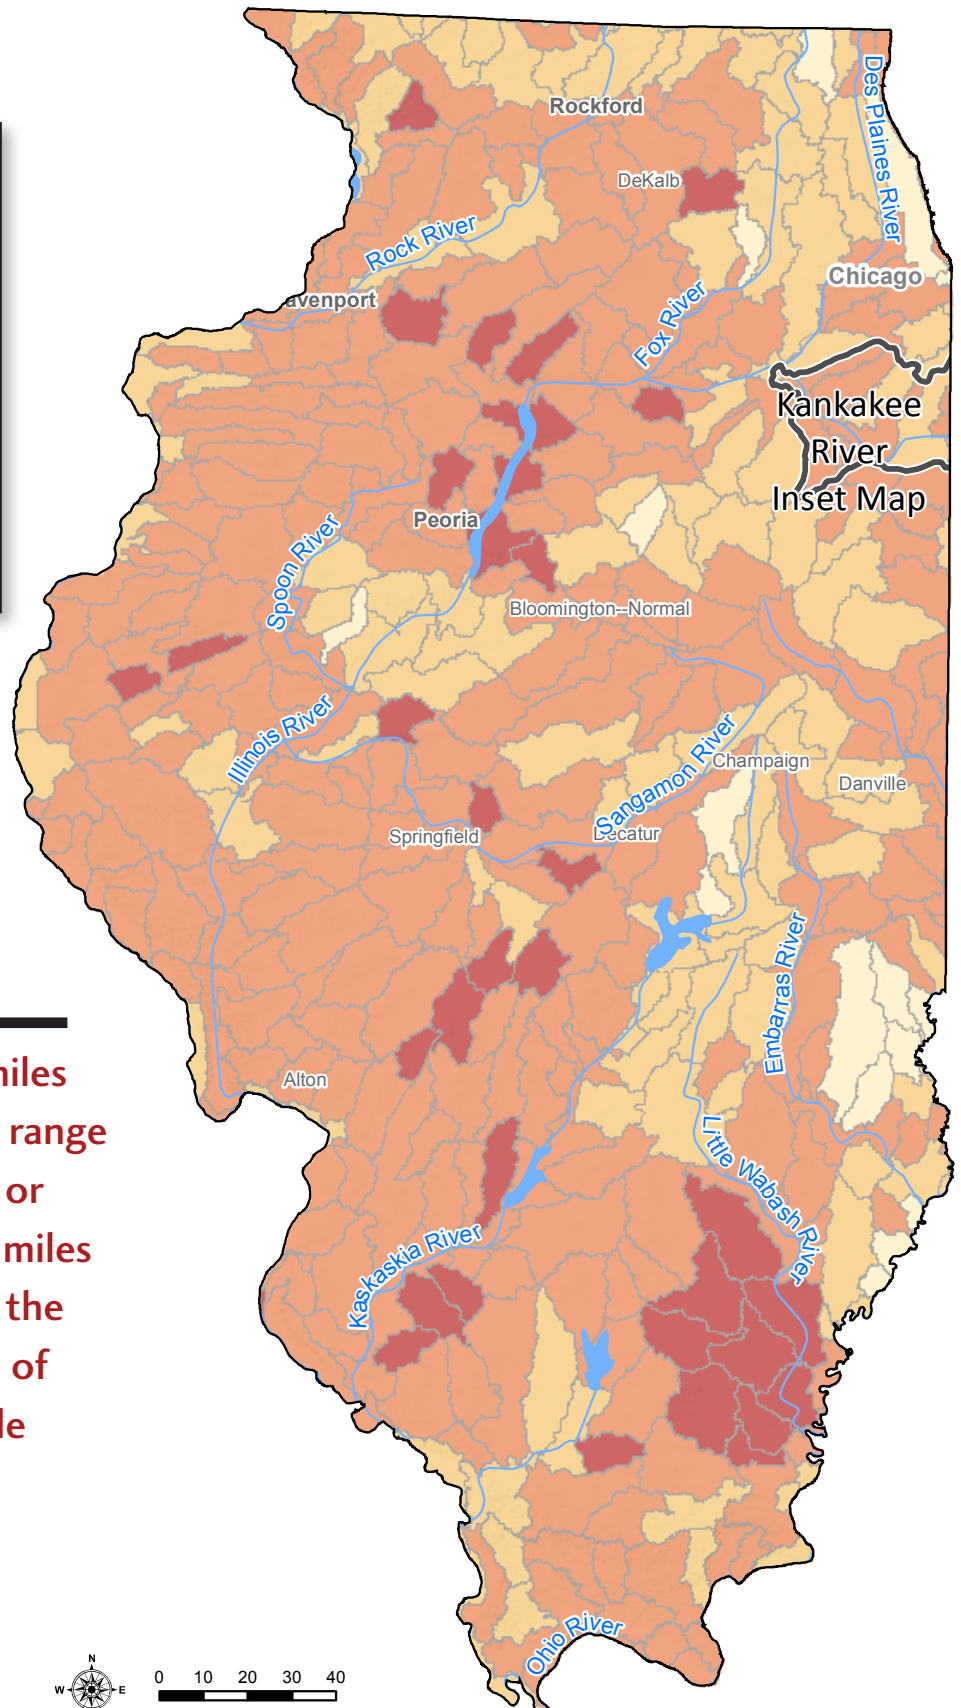 Rockford
Des Plaines River
DeKalb
Rock River
Chicago
avenport
Fox River
Kankakee
River
Inset Map
Peoria
Spoon River
Bloomington--Normal
Illinois River
Sangamon River
Champaign
Danville
Springfield
Decatur
Embarras River
miles
range
or
miles
the
of
le
Alton
Little Wabash River
Kaskaskia River
Ohio River
N
W
E
S
0 10 20 30 40